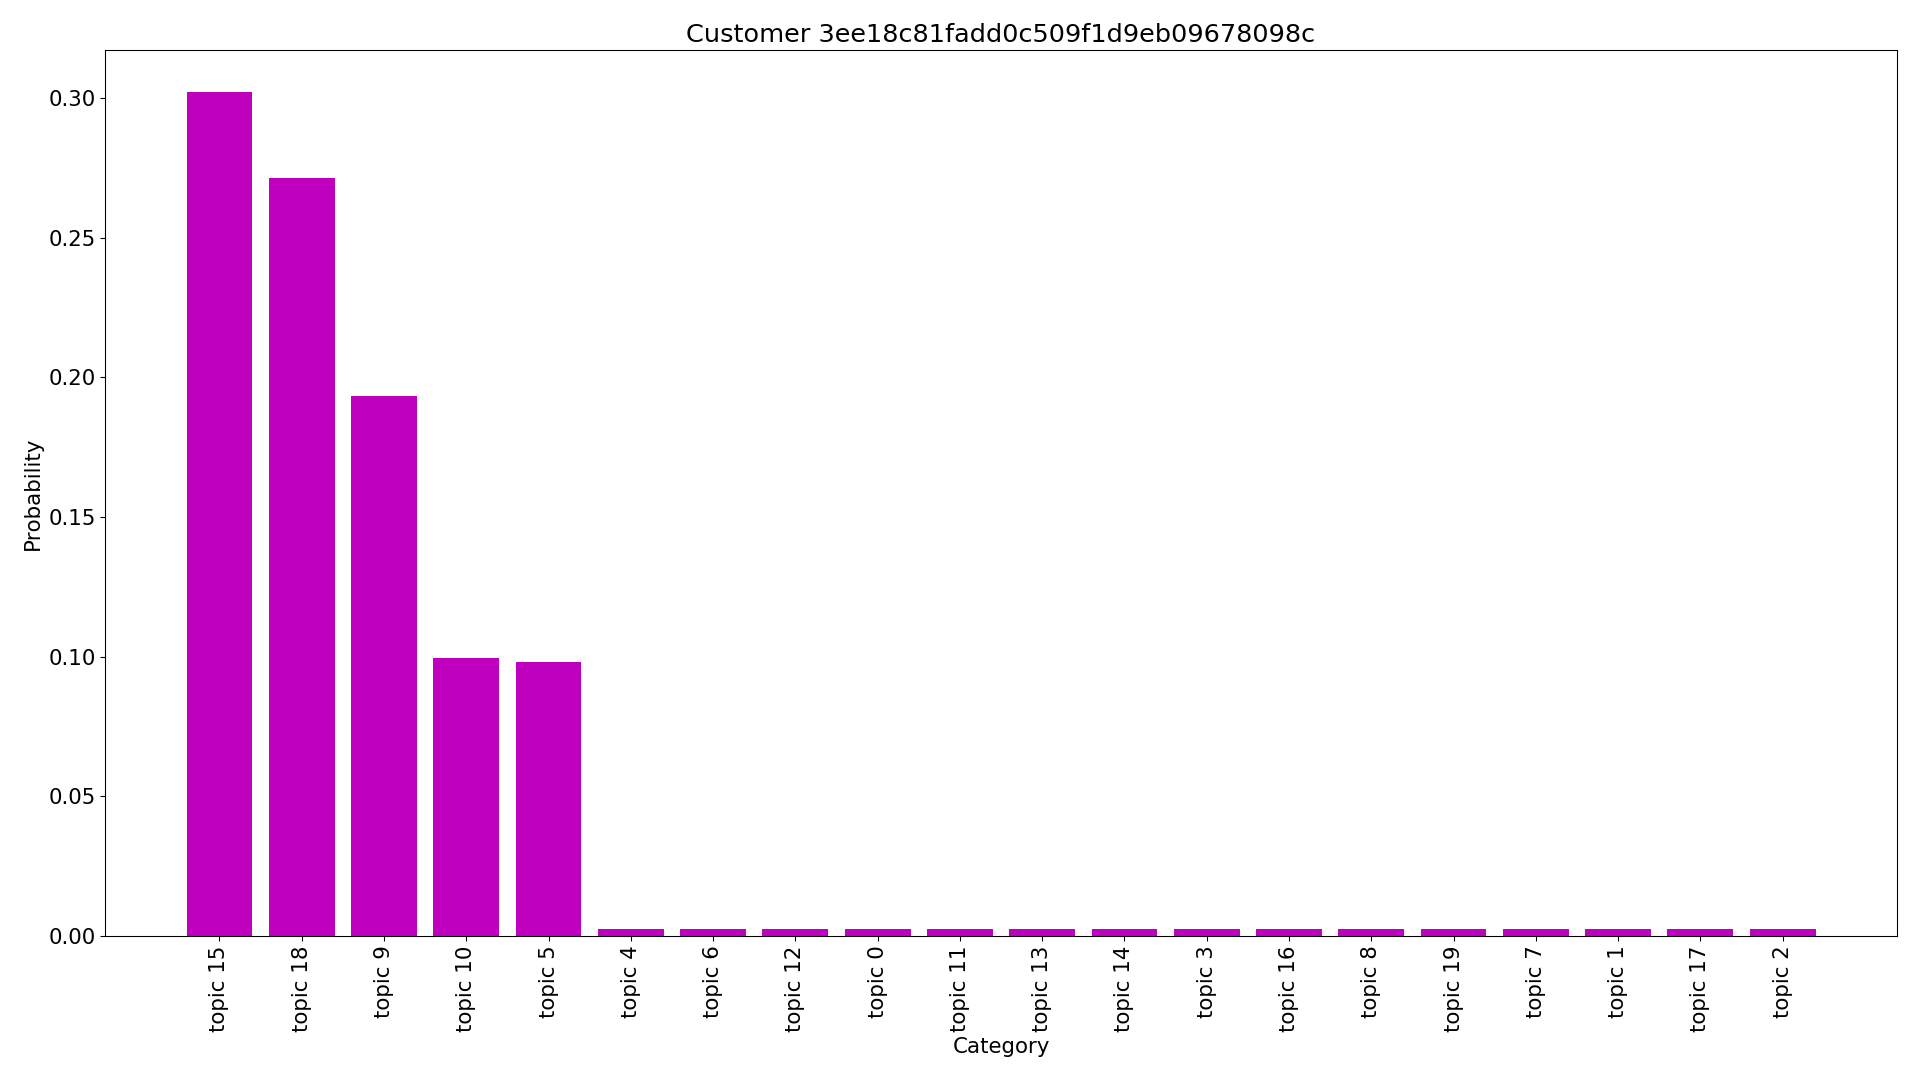 Customer 3ee18c81fadd0c509f1d9eb09678098c
Probability
0.30
0.25
0.20
0.15
0.10
0.05
0.00
topic 15
topic 18
topic 9
topic 10
topic 5
topic 4
topic 6
topic 12
topic 0
topic 11
topic 13
topic 14
topic 3
topic 16
topic 8
topic 19
topic 7
topic 1
topic 17
topic 2
Category